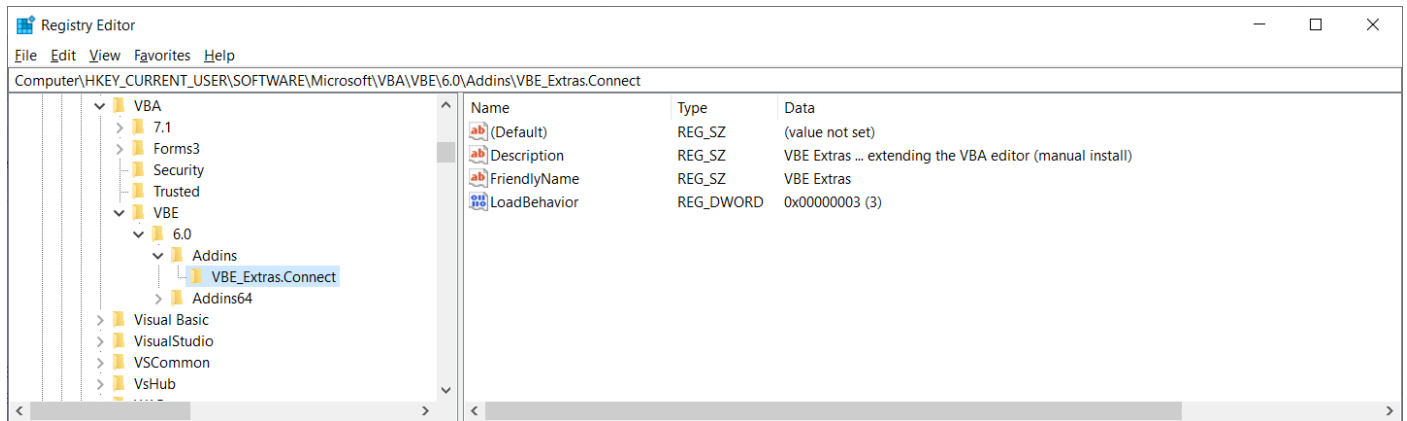 Registry Editor
File Edit View Favorites Help
Computer\HKEY_CURRENT_USER\SOFTWARE\Microsoft\VBA\VBE\6.0\Addins\VBE_Extras.Connect
VBA
7.1
Forms3
Security
Trusted
VBE
6.0
Addins
VBE_Extras.Connect
Addins64
Visual Basic
VisualStudio
VSCommon
VsHub
Name Type Data
(Default) REG_SZ (value not set)
Description REG_SZ VBE Extras ... extending the VBA editor (manual install)
FriendlyName REG_SZ VBE Extras
LoadBehavior REG_DWORD 0x00000003 (3)